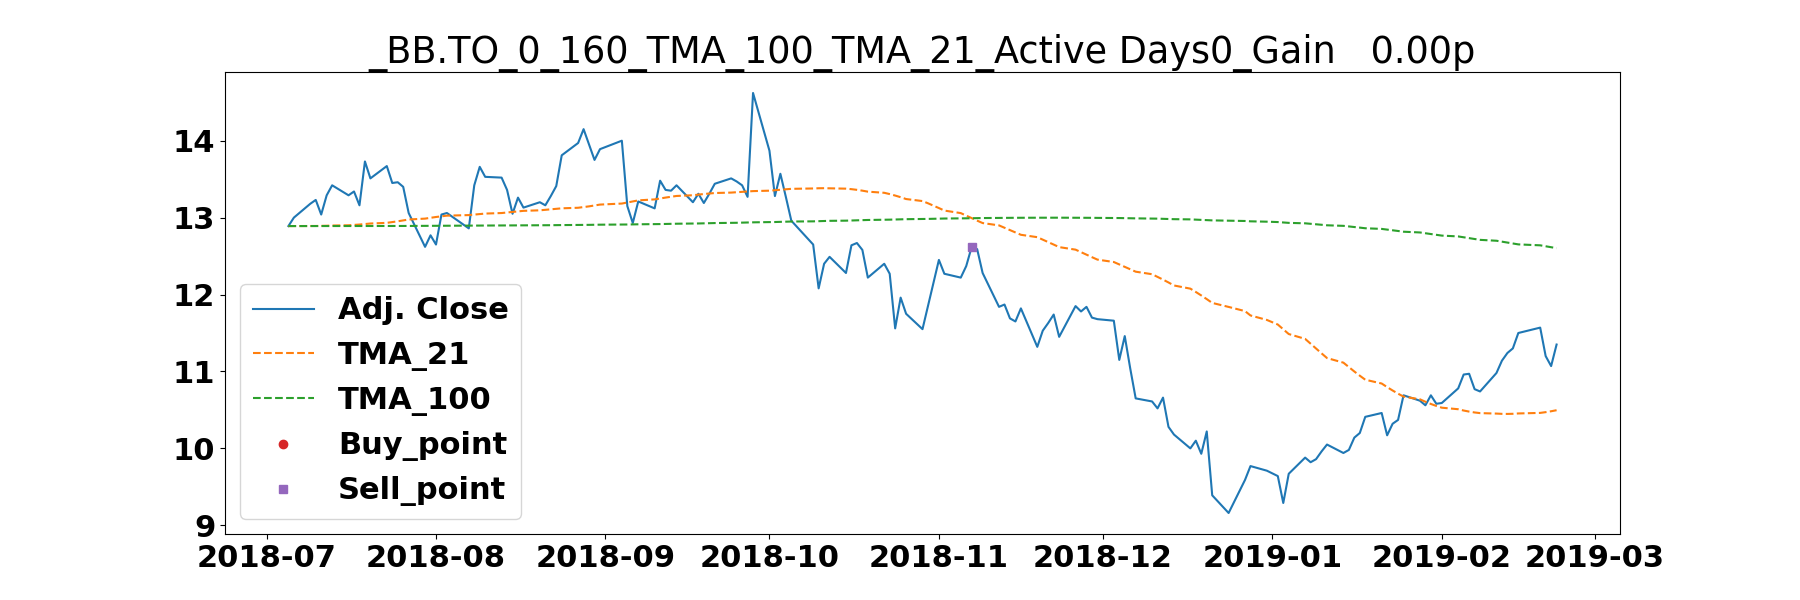 _BB.TO_0_160_TMA_100_TMA_21_Active Days0_Gain   0.00p
14
13
12
11
10
9
Adj. Close
TMA_21
TMA_100
Buy_point
Sell_point
2018-07 2018-08 2018-09 2018-10 2018-11 2018-12 2019-01 2019-02 2019-03